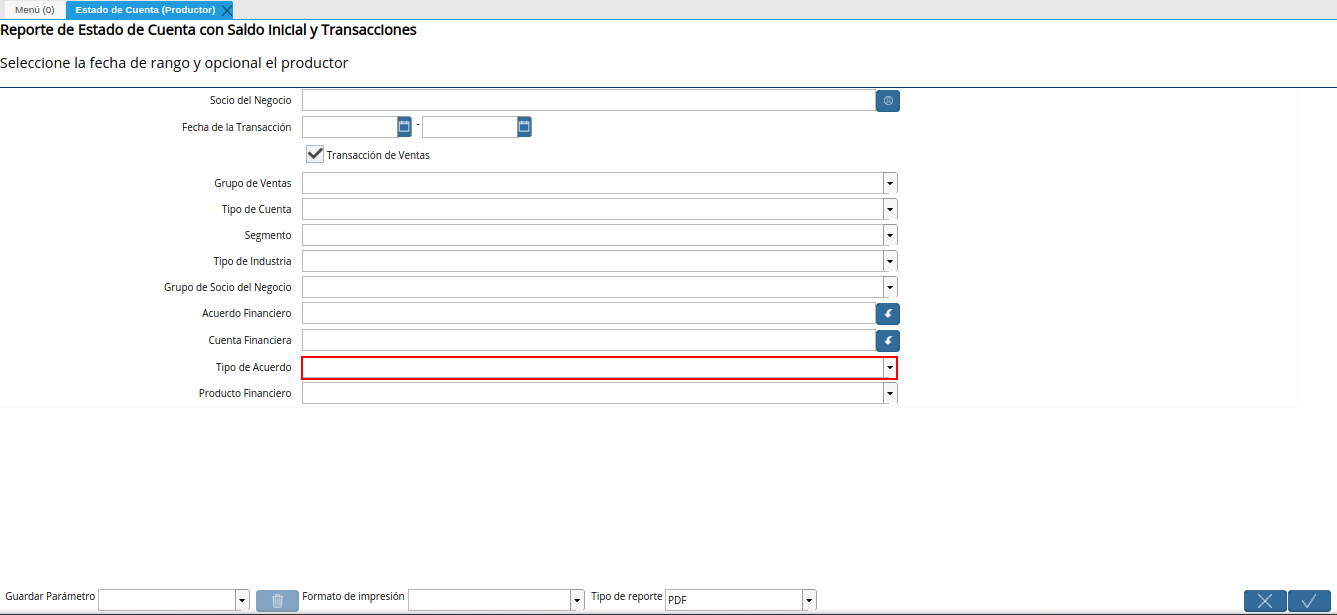 Menú (0) Estado de Cuenta (Productor)
Reporte de Estado de Cuenta con Saldo Inicial y Transacciones
Seleccione la fecha de rango y opcional el productor
Socio del Negocio
Fecha de la Transacción -
Transacción de Ventas
Grupo de Ventas
Tipo de Cuenta
Segmento
Tipo de Industria
Grupo de Socio del Negocio
Acuerdo Financiero
Cuenta Financiera
Tipo de Acuerdo
Producto Financiero
Guardar Parámetro Formato de impresión Tipo de reporte PDF